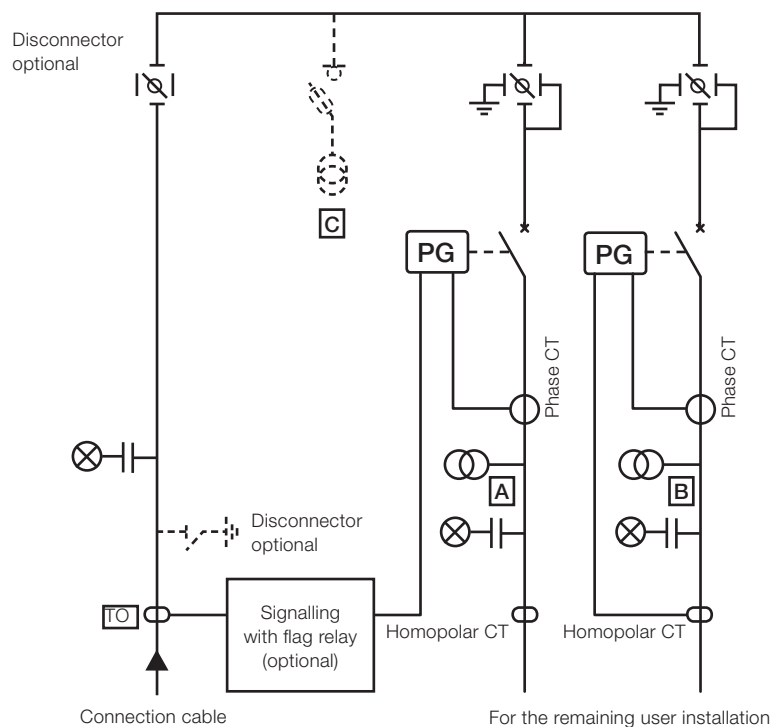 Disconnector
optional
C
PG
PG
Phase CT
Phase CT
A
B
Disconnector
optional
TO
Signalling
with flag relay
(optional)
Homopolar CT
Homopolar CT
Connection cable
For the remaining user installation